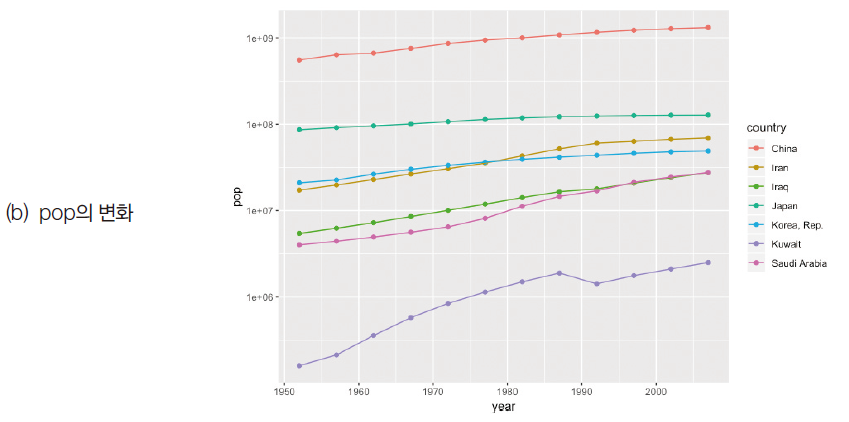 (b) pop의 변화
pop
1e+09
1e+08
1e+07
1e+06
1950
1960
1970
1980
1990
2000
year
country
China
Iran
Iraq
Japan
Korea, Rep.
Kuwait
Saudi Arabia